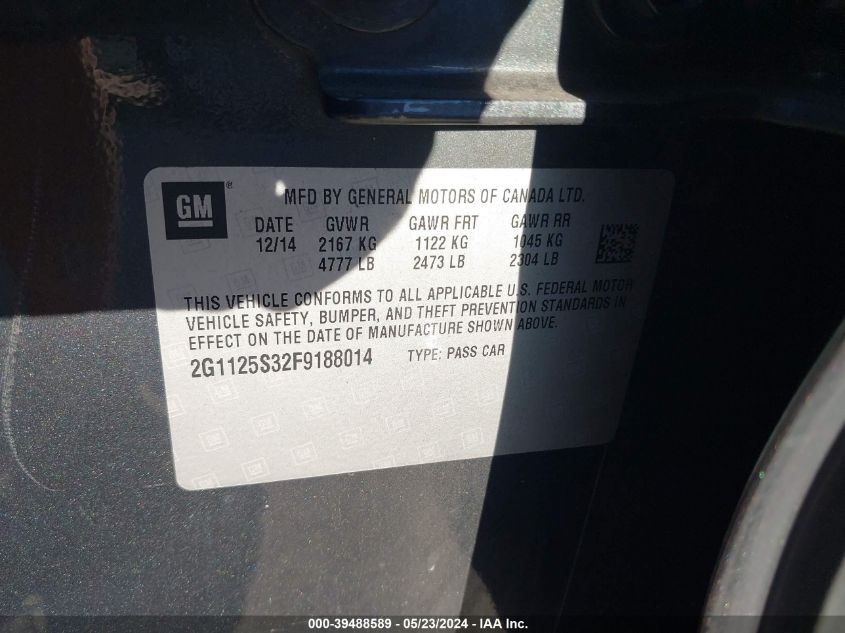 GM ®
MFD BY GENERAL MOTORS OF CANADA LTD.
DATE GVWR GAWR FRT GAWR RR
12/14 2167 KG 1122 KG 1045 KG
4777 LB 2473 LB 2304 LB
THIS VEHICLE CONFORMS TO ALL APPLICABLE U.S. FEDERAL MOTOR
VEHICLE SAFETY, BUMPER, AND THEFT PREVENTION STANDARDS IN
EFFECT ON THE DATE OF MANUFACTURE SHOWN ABOVE.
2G1125S32F9188014 TYPE: PASS CAR
000-39488589 - 05/23/2024 - IAA Inc.